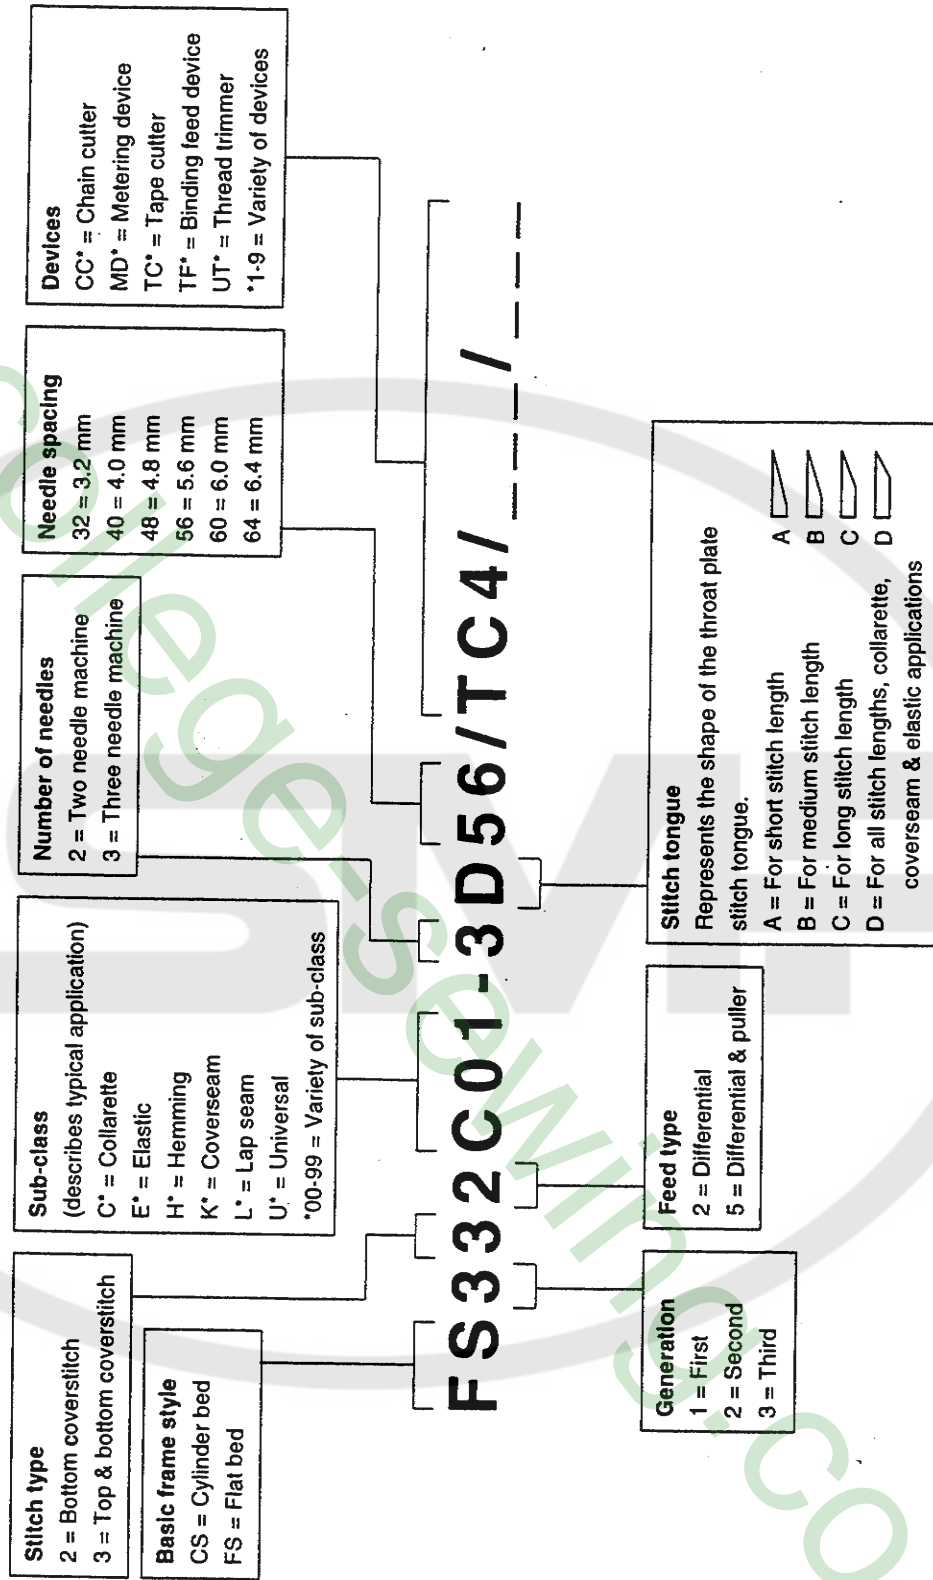 Stitch type
2 = Bottom coverstitch
3 = Top & bottom coverstitch
Basic frame style
CS = Cylinder bed
FS = Flat bed
Sub-class
(describes typical application)
C* = Collarette
E* = Elastic
H* = Hemming
K* = Coverseam
L* = Lap seam
U* = Universal
*00-99 = Variety of sub-class
Number of needles
2 = Two needle machine
3 = Three needle machine
Needle spacing
32 = 3.2 mm
40 = 4.0 mm
48 = 4.8 mm
56 = 5.6 mm
60 = 6.0 mm
64 = 6.4 mm
Devices
CC* = Chain cutter
MD* = Metering device
TC* = Tape cutter
TF* = Binding feed device
UT* = Thread trimmer
*1-9 = Variety of devices
FS332C01-3D56/TC4/___/___
Generation
1 = First
2 = Second
3 = Third
Feed type
2 = Differential
5 = Differential & puller
Stitch tongue
Represents the shape of the throat plate
stitch tongue.
A = For short stitch length
B = For medium stitch length
C = For long stitch length
D = For all stitch lengths, collarette,
coverseam & elastic applications
A
B
C
D
SMF
college-sewing.co